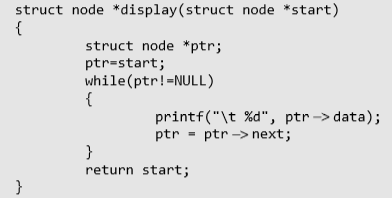 struct node *display(struct node *start)
{
        struct node *ptr;
        ptr=start;
        while(ptr!=NULL)
        {
                printf("\t %d", ptr->data);
                ptr = ptr->next;
        }
        return start;
}